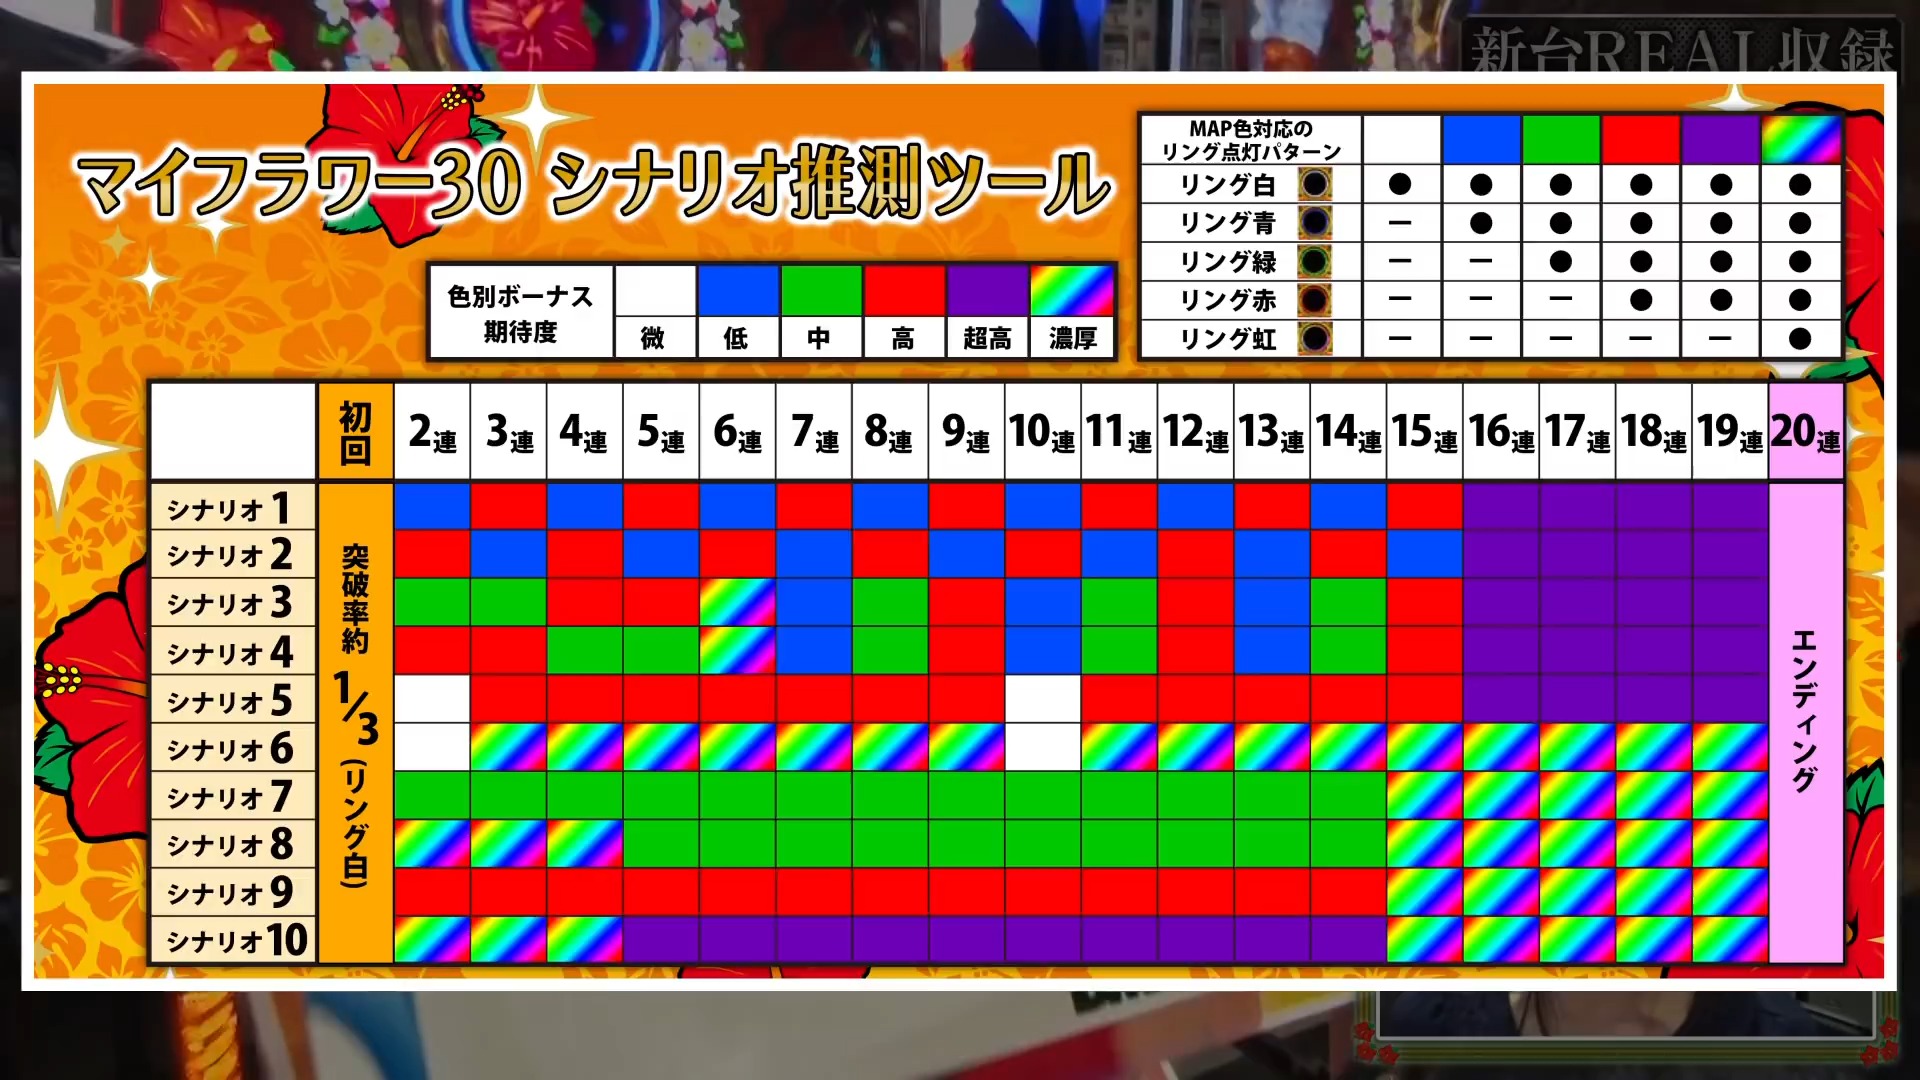 新台REAL収録
マイフラワー30 シナリオ推測ツール
MAP色対応の
リング点灯パターン
リング白 ● ● ● ● ● ●
リング青 － ● ● ● ● ●
リング緑 － － ● ● ● ●
リング赤 － － － ● ● ●
リング虹 － － － － － ●
色別ボーナス
期待度
微 低 中 高 超高 濃厚
初回 2連 3連 4連 5連 6連 7連 8連 9連 10連 11連 12連 13連 14連 15連 16連 17連 18連 19連 20連
シナリオ1
シナリオ2
シナリオ3
シナリオ4
シナリオ5
シナリオ6
シナリオ7
シナリオ8
シナリオ9
シナリオ10
突破率約1/3(リング白)
エンディング